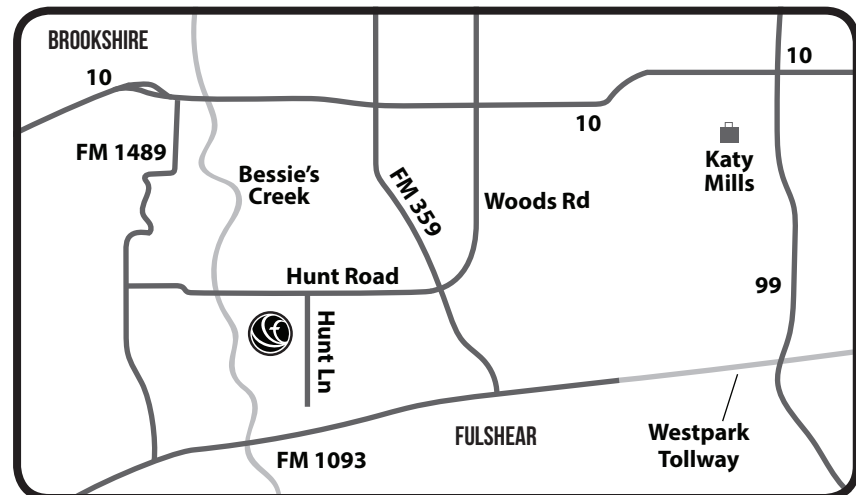 BROOKSHIRE
10
10
FM 1489
10
Bessie's
Creek
FM 359
Woods Rd
Katy
Mills
Hunt Road
99
Hunt Ln
f
FULSHEAR
Westpark
Tollway
FM 1093